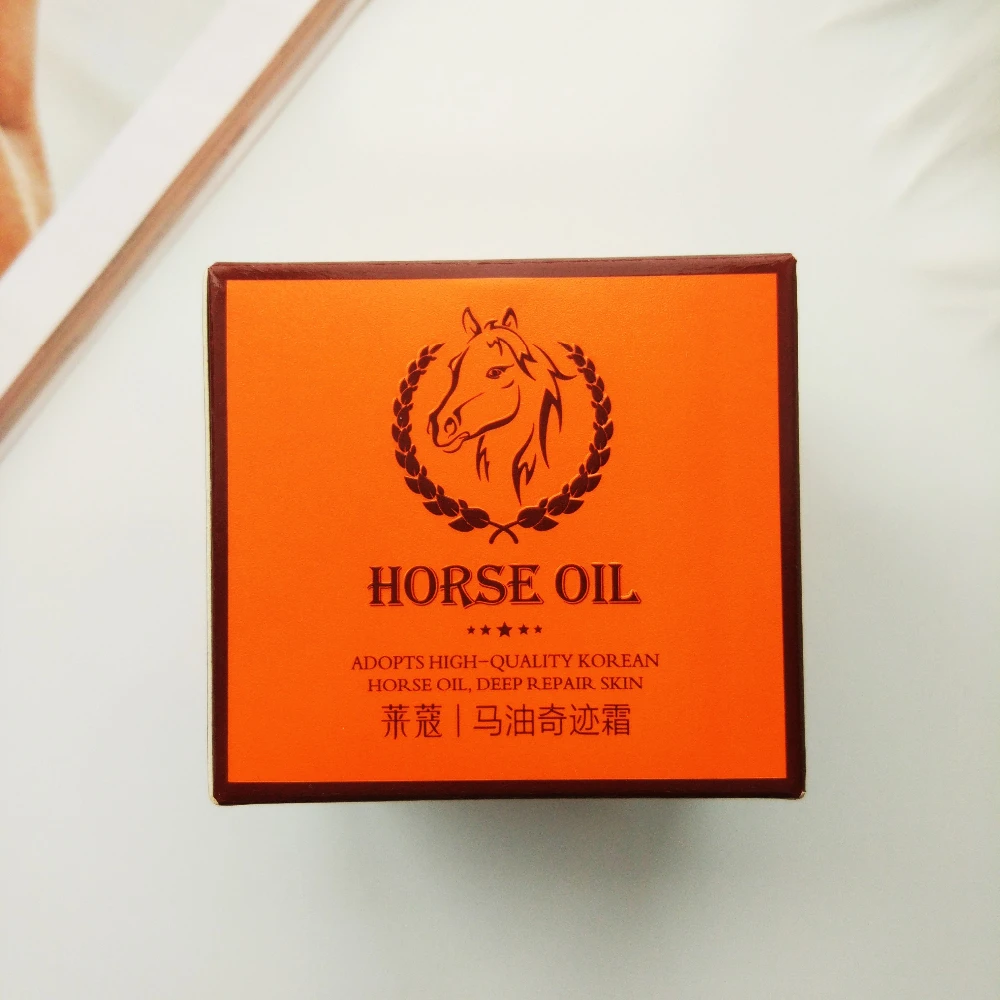 HORSE OIL
ADOPTS HIGH-QUALITY KOREAN
HORSE OIL, DEEP REPAIR SKIN
莱蔻|马油奇迹霜